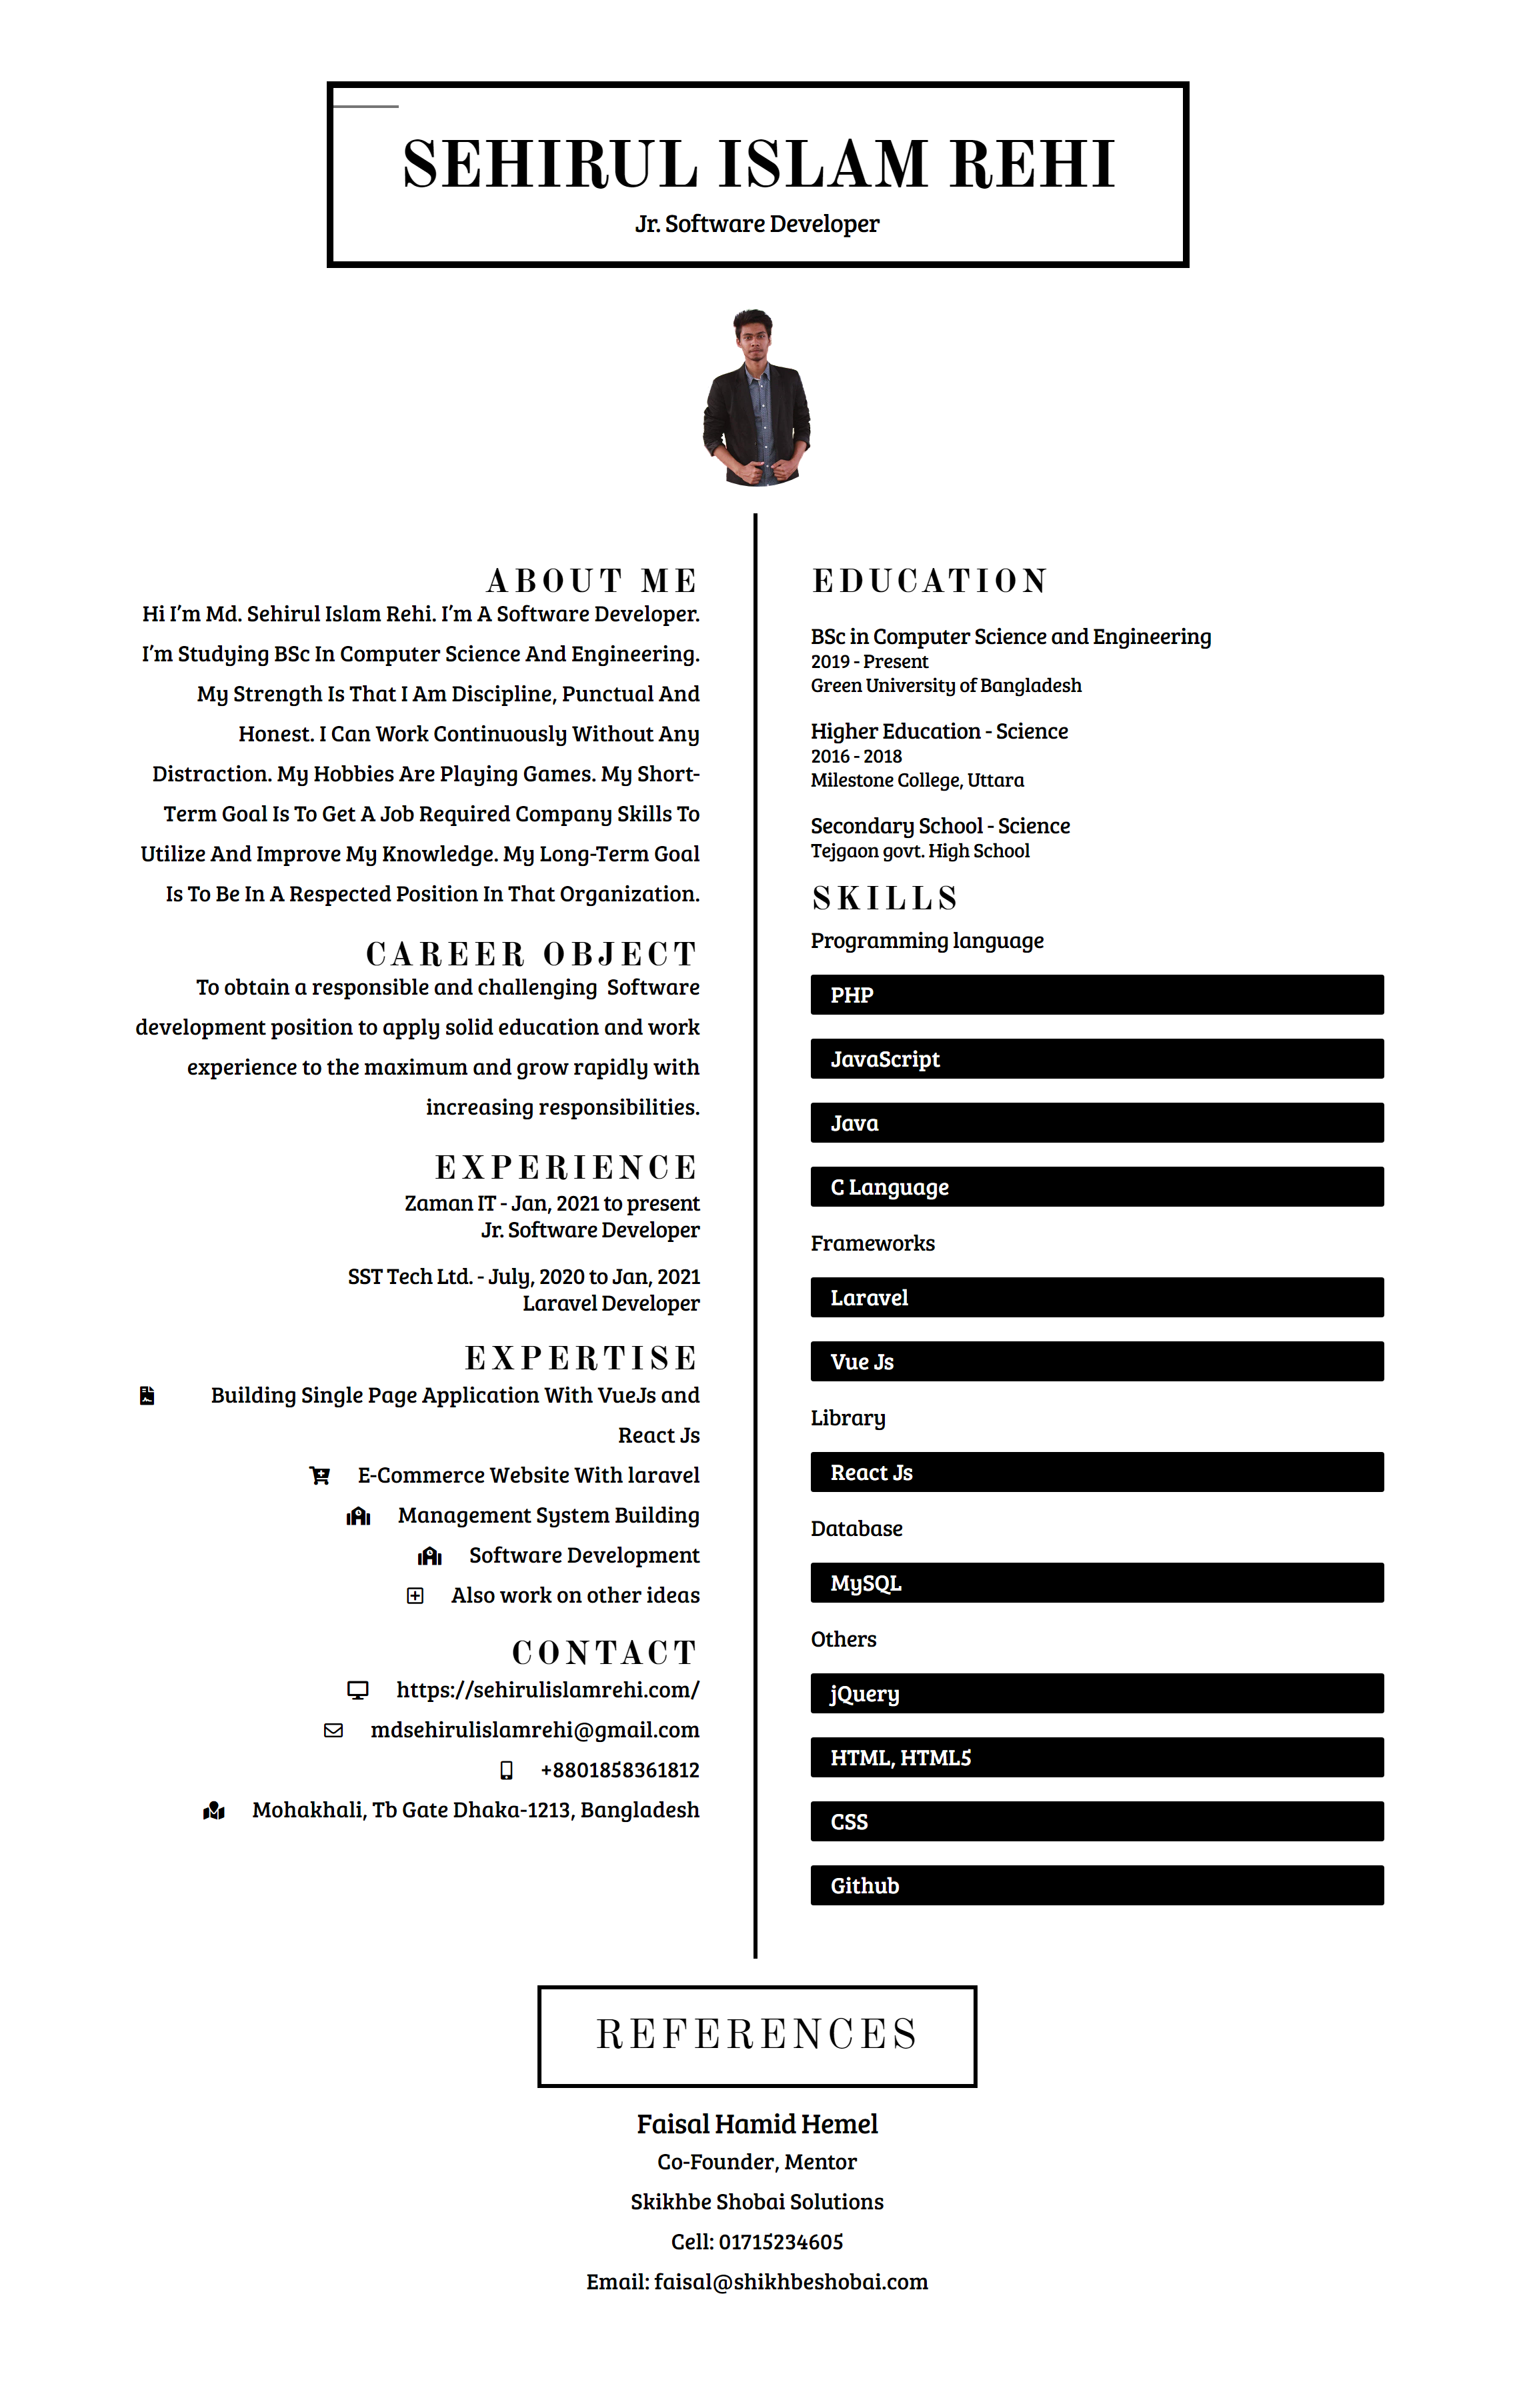 SEHIRUL ISLAM REHI
Jr. Software Developer
ABOUT ME
Hi I'm Md. Sehirul Islam Rehi. I'm A Software Developer.
I'm Studying BSc In Computer Science And Engineering.
My Strength Is That I Am Discipline, Punctual And
Honest. I Can Work Continuously Without Any
Distraction. My Hobbies Are Playing Games. My Short-
Term Goal Is To Get A Job Required Company Skills To
Utilize And Improve My Knowledge. My Long-Term Goal
Is To Be In A Respected Position In That Organization.
CAREER OBJECT
To obtain a responsible and challenging  Software
development position to apply solid education and work
experience to the maximum and grow rapidly with
increasing responsibilities.
EXPERIENCE
Zaman IT - Jan, 2021 to present
Jr. Software Developer
SST Tech Ltd. - July, 2020 to Jan, 2021
Laravel Developer
EXPERTISE
Building Single Page Application With VueJs and
React Js
E-Commerce Website With laravel
Management System Building
Software Development
Also work on other ideas
CONTACT
https://sehirulislamrehi.com/
mdsehirulislamrehi@gmail.com
+8801858361812
Mohakhali, Tb Gate Dhaka-1213, Bangladesh
EDUCATION
BSc in Computer Science and Engineering
2019 - Present
Green University of Bangladesh
Higher Education - Science
2016 - 2018
Milestone College, Uttara
Secondary School - Science
Tejgaon govt. High School
SKILLS
Programming language
PHP
JavaScript
Java
C Language
Frameworks
Laravel
Vue Js
Library
React Js
Database
MySQL
Others
jQuery
HTML, HTML5
CSS
Github
REFERENCES
Faisal Hamid Hemel
Co-Founder, Mentor
Skikhbe Shobai Solutions
Cell: 01715234605
Email: faisal@shikhbeshobai.com